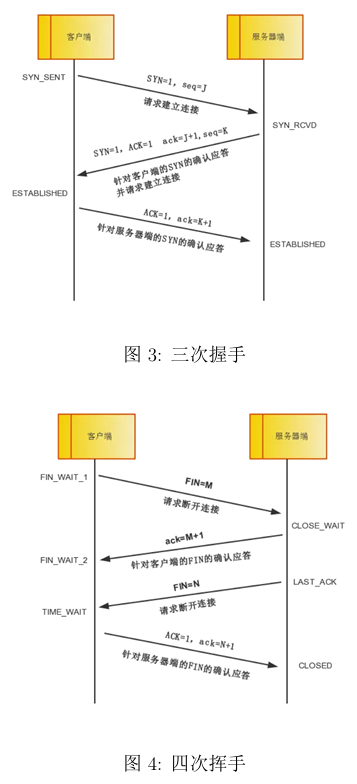 客户端
服务器端
SYN_SENT
SYN=1, seq=J
请求建立连接
SYN_RCVD
SYN=1, ACK=1 ack=J+1,seq=K
针对客户端的SYN的确认应答
并请求建立连接
ESTABLISHED
ACK=1, ack=K+1
针对服务器端的SYN的确认应答
ESTABLISHED
图 3: 三次握手
客户端
服务器端
FIN_WAIT_1
FIN=M
请求断开连接
CLOSE_WAIT
ack=M+1
针对客户端的FIN的确认应答
FIN_WAIT_2
FIN=N
LAST_ACK
请求断开连接
TIME_WAIT
ACK=1, ack=N+1
针对服务器端的FIN的确认应答
CLOSED
图 4: 四次挥手